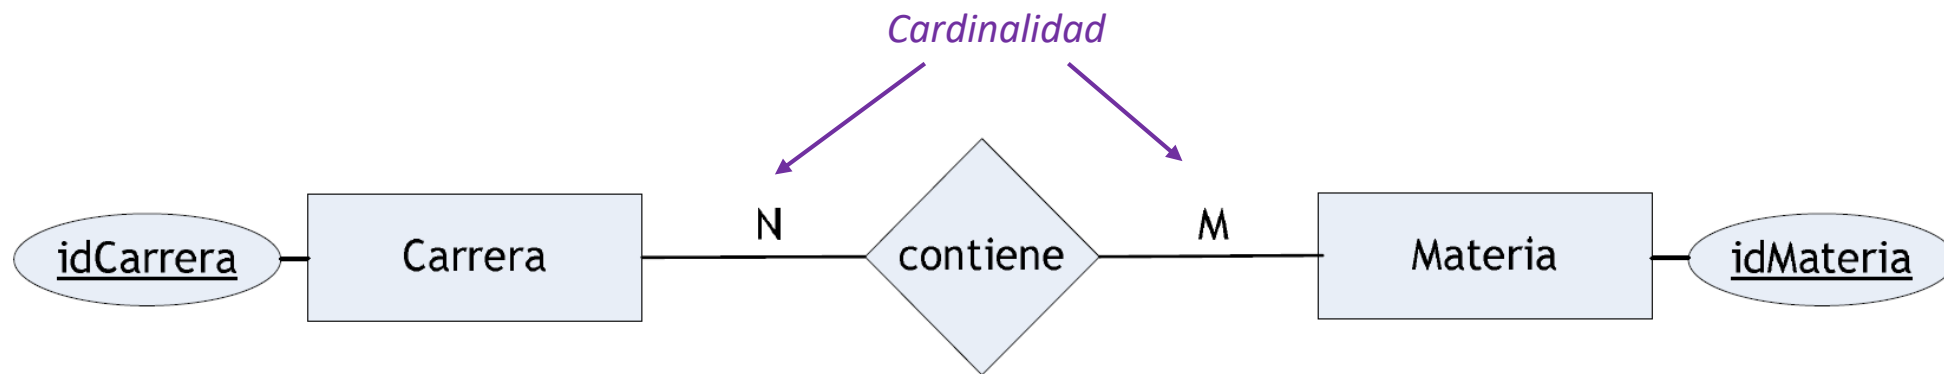 Cardinalidad
N
M
idCarrera
Carrera
contiene
Materia
idMateria